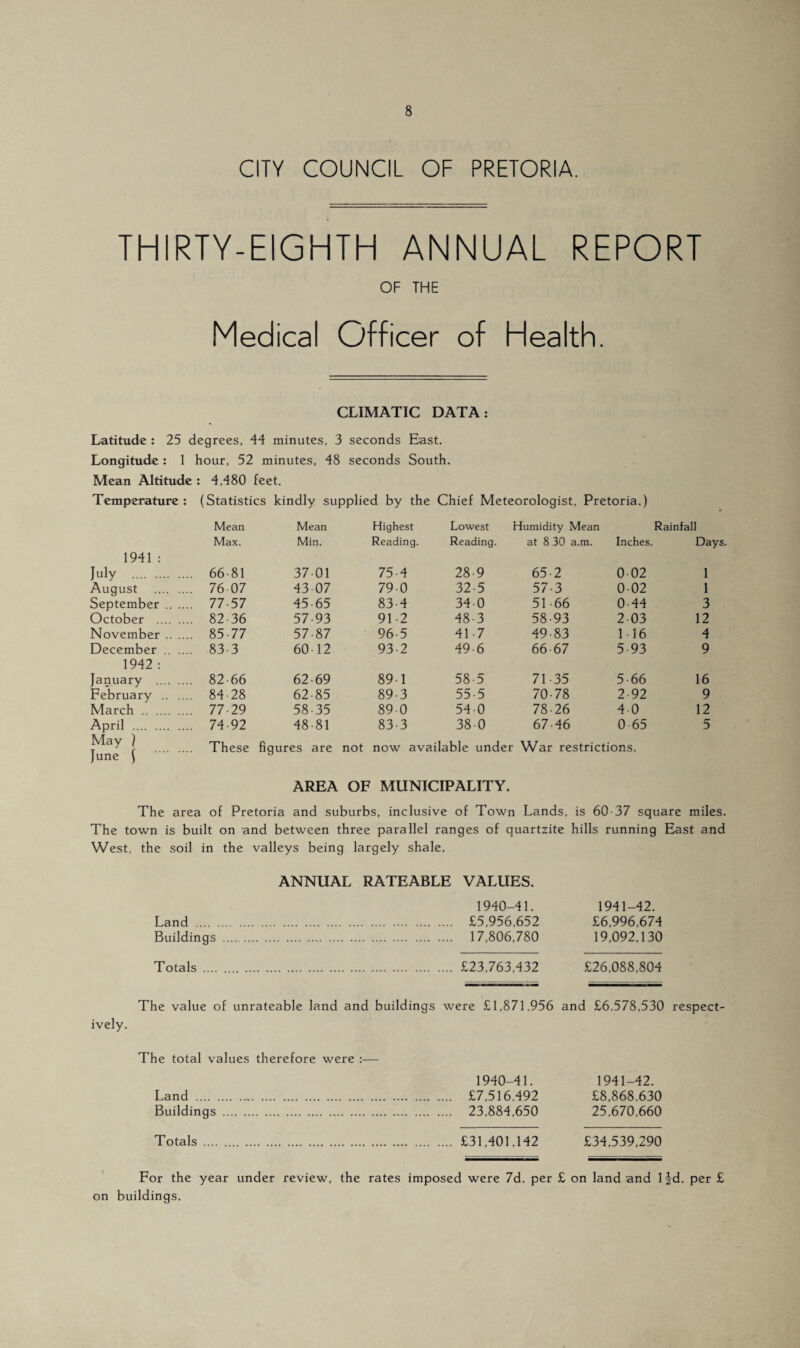 8
CITY COUNCIL OF PRETORIA.
THIRTY-EIGHTH ANNUAL REPORT
OF THE
Medical Officer of Health.
CLIMATIC DATA:
Latitude : 25 degrees, 44 minutes, 3 seconds East.
Longitude : 1 hour, 52 minutes, 48 seconds South.
Mean Altitude : 4,480 feet.
Temperature : (Statistics kindly supplied by the Chief Meteorologist, Pretoria.)
Mean Mean Highest Lowest Humidity Mean Rainfall
Max. Min. Reading. Reading. at 8 30 a.m. Inches. Days.
1941 :
July .... .... .... .... 66·81 37·01 75·4 28·9 65·2 0·02 1
August .... .... .... 76·07 43·07 79·0 32·5 57·3 0·02 1
September .. .... 77·57 45·65 83·4 34·0 51·66 0·44 3
October .... .... 82·36 57·93 91·2 48·3 58·93 2·03 12
November .. .... 85·77 57·87 96·5 41·7 49·83 1·16 4
December .. .... 83·3 60·12 93·2 49·6 66·67 5·93 9
1942 :
January .... .... 82·66 62·69 89·1 58·5 71·35 5·66 16
February .. .... 84·28 62·85 89·3 55·5 70·78 2·92 9
March .. .... .... 77·29 58·35 89·0 54·0 78·26 4·0 12
April .... .... .... 74·92 48·81 83·3 38·0 67·46 0·65 5
May }
June } .... .... These figures are not now available under War restrictions.
AREA OF MUNICIPALITY.
The area of Pretoria and suburbs, inclusive of Town Lands, is 60·37 square miles.
The town is built on and between three parallel ranges of quartzite hills running East and
West, the soil in the valleys being largely shale.
ANNUAL RATEABLE VALUES.
1940–41. 1941–42.
Land .... .... .... .... .... .... .... .... .... .... £5,956,652 £6,996,674
Buildings .... .... .... .... .... .... .... .... .... 17,806,780 19,092,130
Totals .... .... .... .... .... .... .... .... .... .... £23,763,432 £26,088,804
The value of unrateable land and buildings were £1,871,956 and £6,578,530 respect-
ively.
The total values therefore were :—
1940–41. 1941–42.
Land .... .... .... .... .... .... .... .... .... .... £7,516,492 £8,868,630
Buildings .... .... .... .... .... .... .... .... .... 23,884,650 25,670,660
Totals .... .... .... .... .... .... .... .... .... .... £31,401,142 £34,539,290
For the year under review, the rates imposed were 7d. per £ on land and 1½d. per £
on buildings.